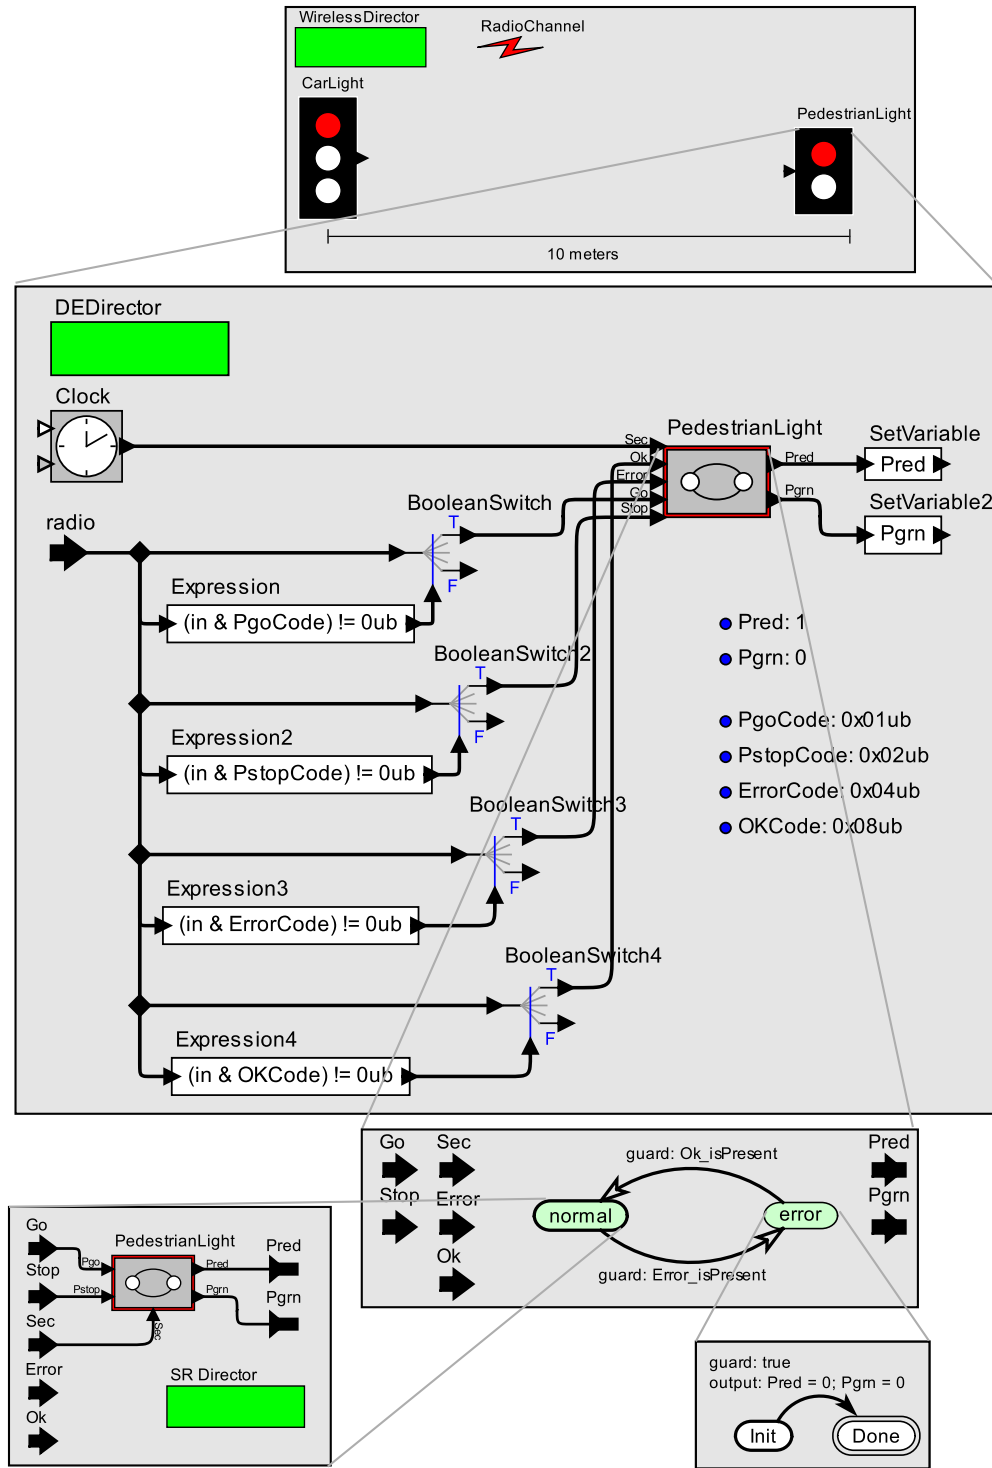 WirelessDirector
RadioChannel
CarLight
PedestrianLight
10 meters
DEDirector
Clock
PedestrianLight
SetVariable
Sec
Ok
Error
Go
Stop
Pred
Pred
Pgrn
SetVariable2
Pgrn
radio
BooleanSwitch
T
F
Expression
(in & PgoCode) != 0ub
BooleanSwitch2
T
F
Expression2
(in & PstopCode) != 0ub
BooleanSwitch3
T
F
Expression3
(in & ErrorCode) != 0ub
BooleanSwitch4
T
F
Expression4
(in & OKCode) != 0ub
Pred: 1
Pgrn: 0
PgoCode: 0x01ub
PstopCode: 0x02ub
ErrorCode: 0x04ub
OKCode: 0x08ub
Go
Sec
Stop
Error
Ok
guard: Ok_isPresent
normal
error
guard: Error_isPresent
Pred
Pgrn
Go
Stop
Sec
Error
Ok
PedestrianLight
Pgo
Pstop
Sec
Pred
Pgrn
Pred
Pgrn
SR Director
guard: true
output: Pred = 0; Pgrn = 0
Init
Done